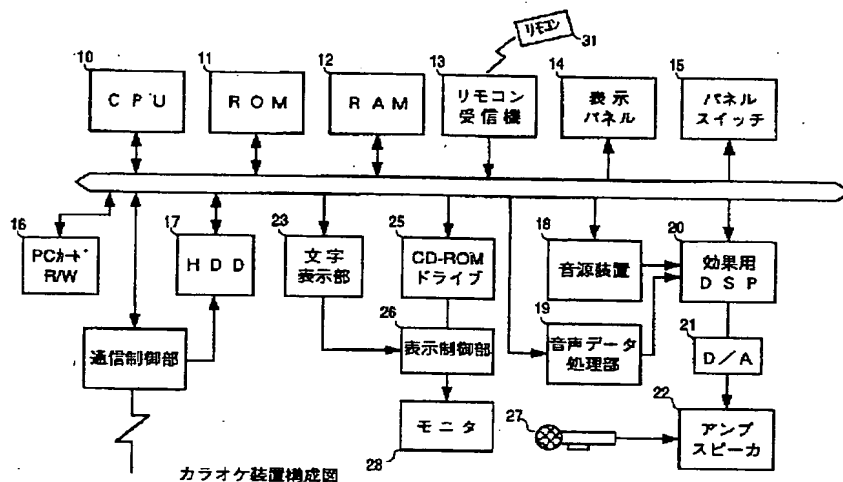 リモコン
31
10
11
12
13
14
15
CPU
ROM
RAM
リモコン
受信機
表示
パネル
パネル
スイッチ
16
17
23
25
18
20
PCカード
R/W
HDD
文字
表示部
CD-ROM
ドライブ
音源装置
効果用
DSP
26
19
21
通信制御部
表示制御部
音声データ
処理部
D/A
27
22
モニタ
28
アンプ
スピーカ
カラオケ装置構成図